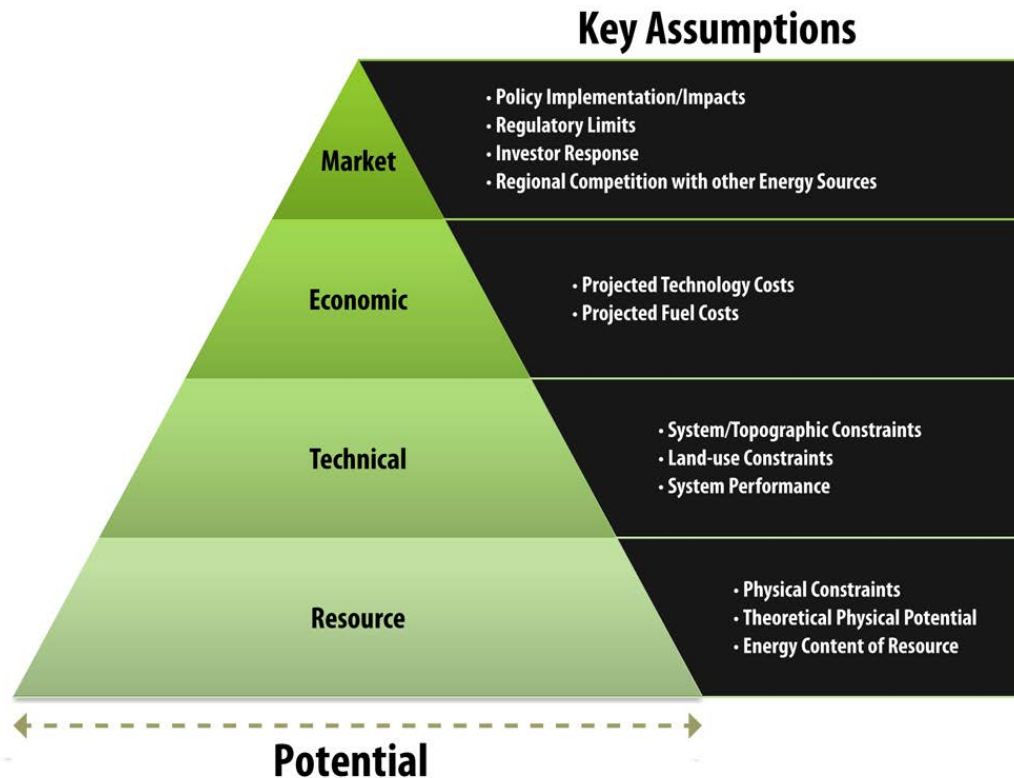 Key Assumptions
Market
• Policy Implementation/Impacts
• Regulatory Limits
• Investor Response
• Regional Competition with other Energy Sources
Economic
• Projected Technology Costs
• Projected Fuel Costs
Technical
• System/Topographic Constraints
• Land-use Constraints
• System Performance
Resource
• Physical Constraints
• Theoretical Physical Potential
• Energy Content of Resource
Potential